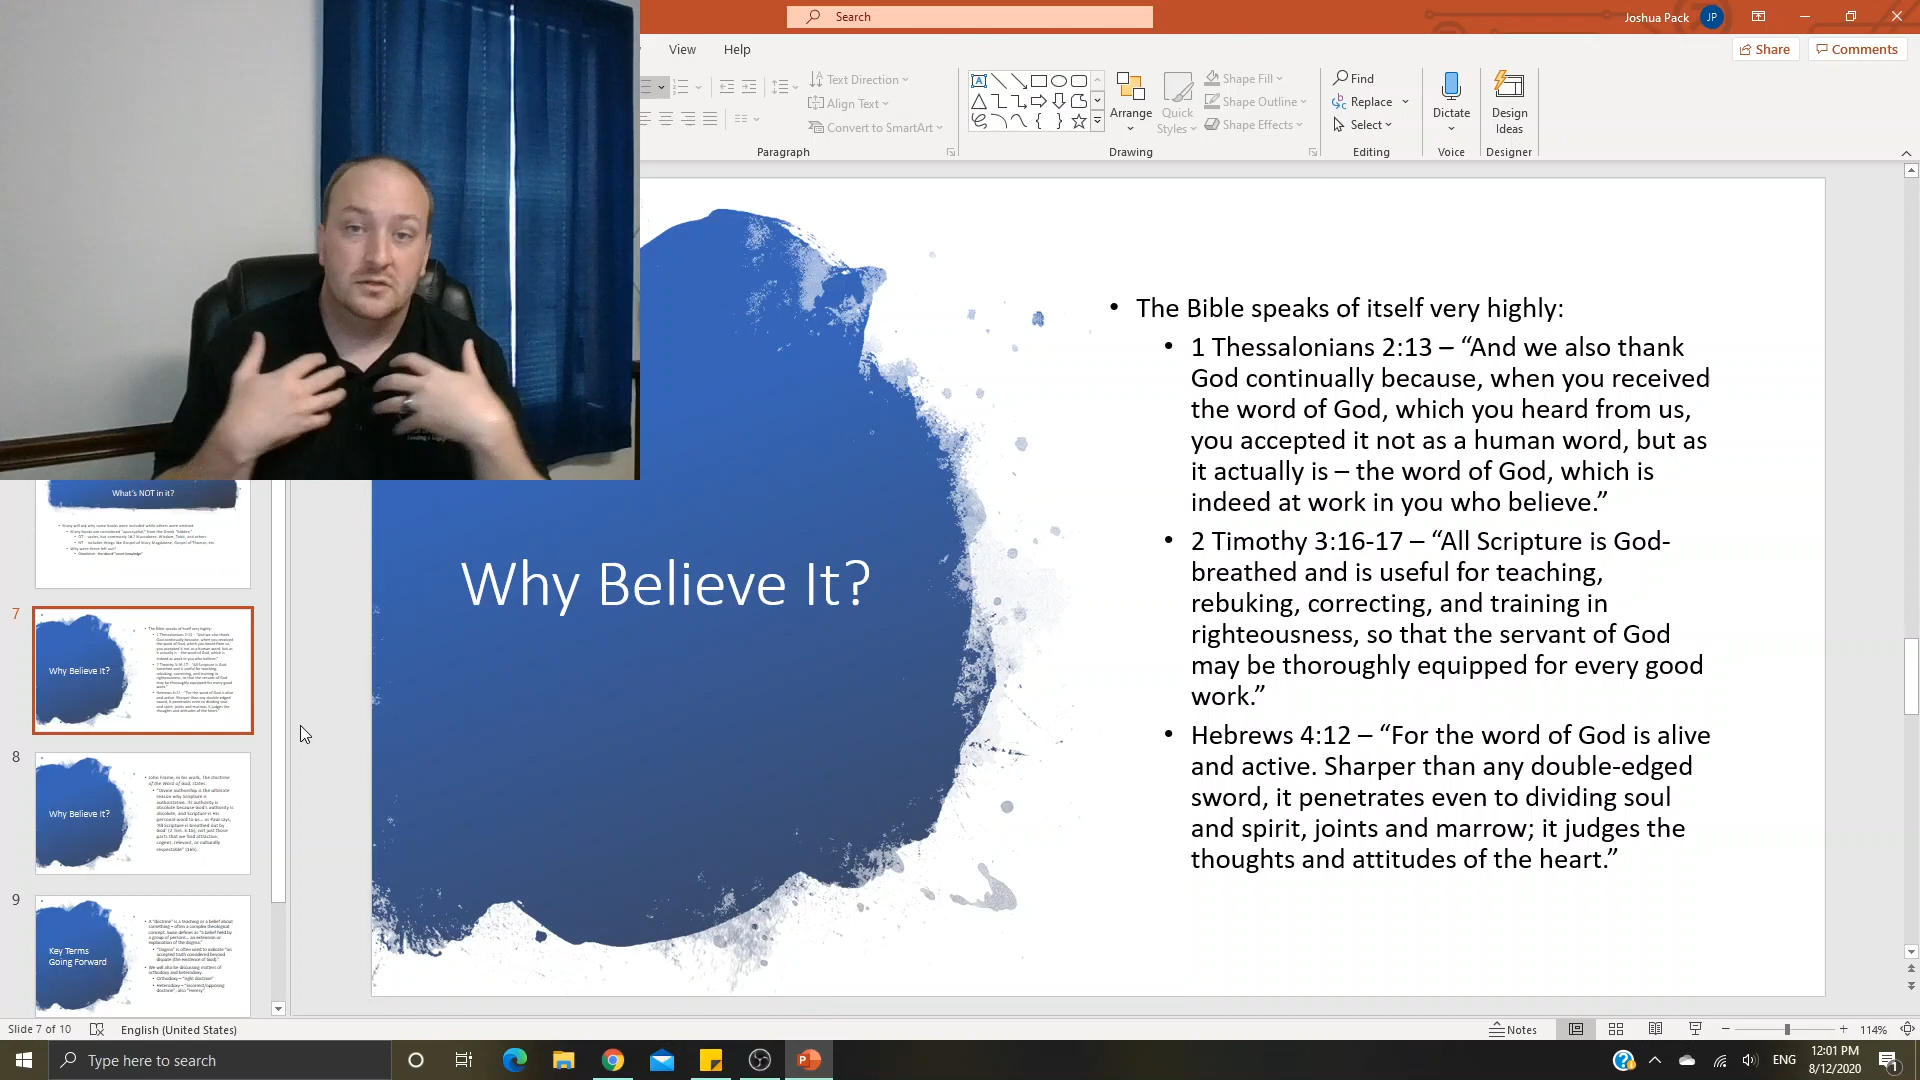 Search
Joshua Pack
JP
View
Help
Share
Comments
Text Direction
Align Text
Convert to SmartArt
Paragraph
Arrange
Quick
Styles
Shape Fill
Shape Outline
Shape Effects
Drawing
Find
Replace
Select
Editing
Dictate
Voice
Design
Ideas
Designer
Why Believe It?
• The Bible speaks of itself very highly:
• 1 Thessalonians 2:13 – “And we also thank
God continually because, when you received
the word of God, which you heard from us,
you accepted it not as a human word, but as
it actually is – the word of God, which is
indeed at work in you who believe.”
• 2 Timothy 3:16-17 – “All Scripture is God-
breathed and is useful for teaching,
rebuking, correcting, and training in
righteousness, so that the servant of God
may be thoroughly equipped for every good
work.”
• Hebrews 4:12 – “For the word of God is alive
and active. Sharper than any double-edged
sword, it penetrates even to dividing soul
and spirit, joints and marrow; it judges the
thoughts and attitudes of the heart.”
What's NOT in it?
7
Why Believe It?
8
Why Believe It?
9
Key Terms
Going Forward
Slide 7 of 10
English (United States)
Notes
114%
Type here to search
ENG
12:01 PM
8/12/2020